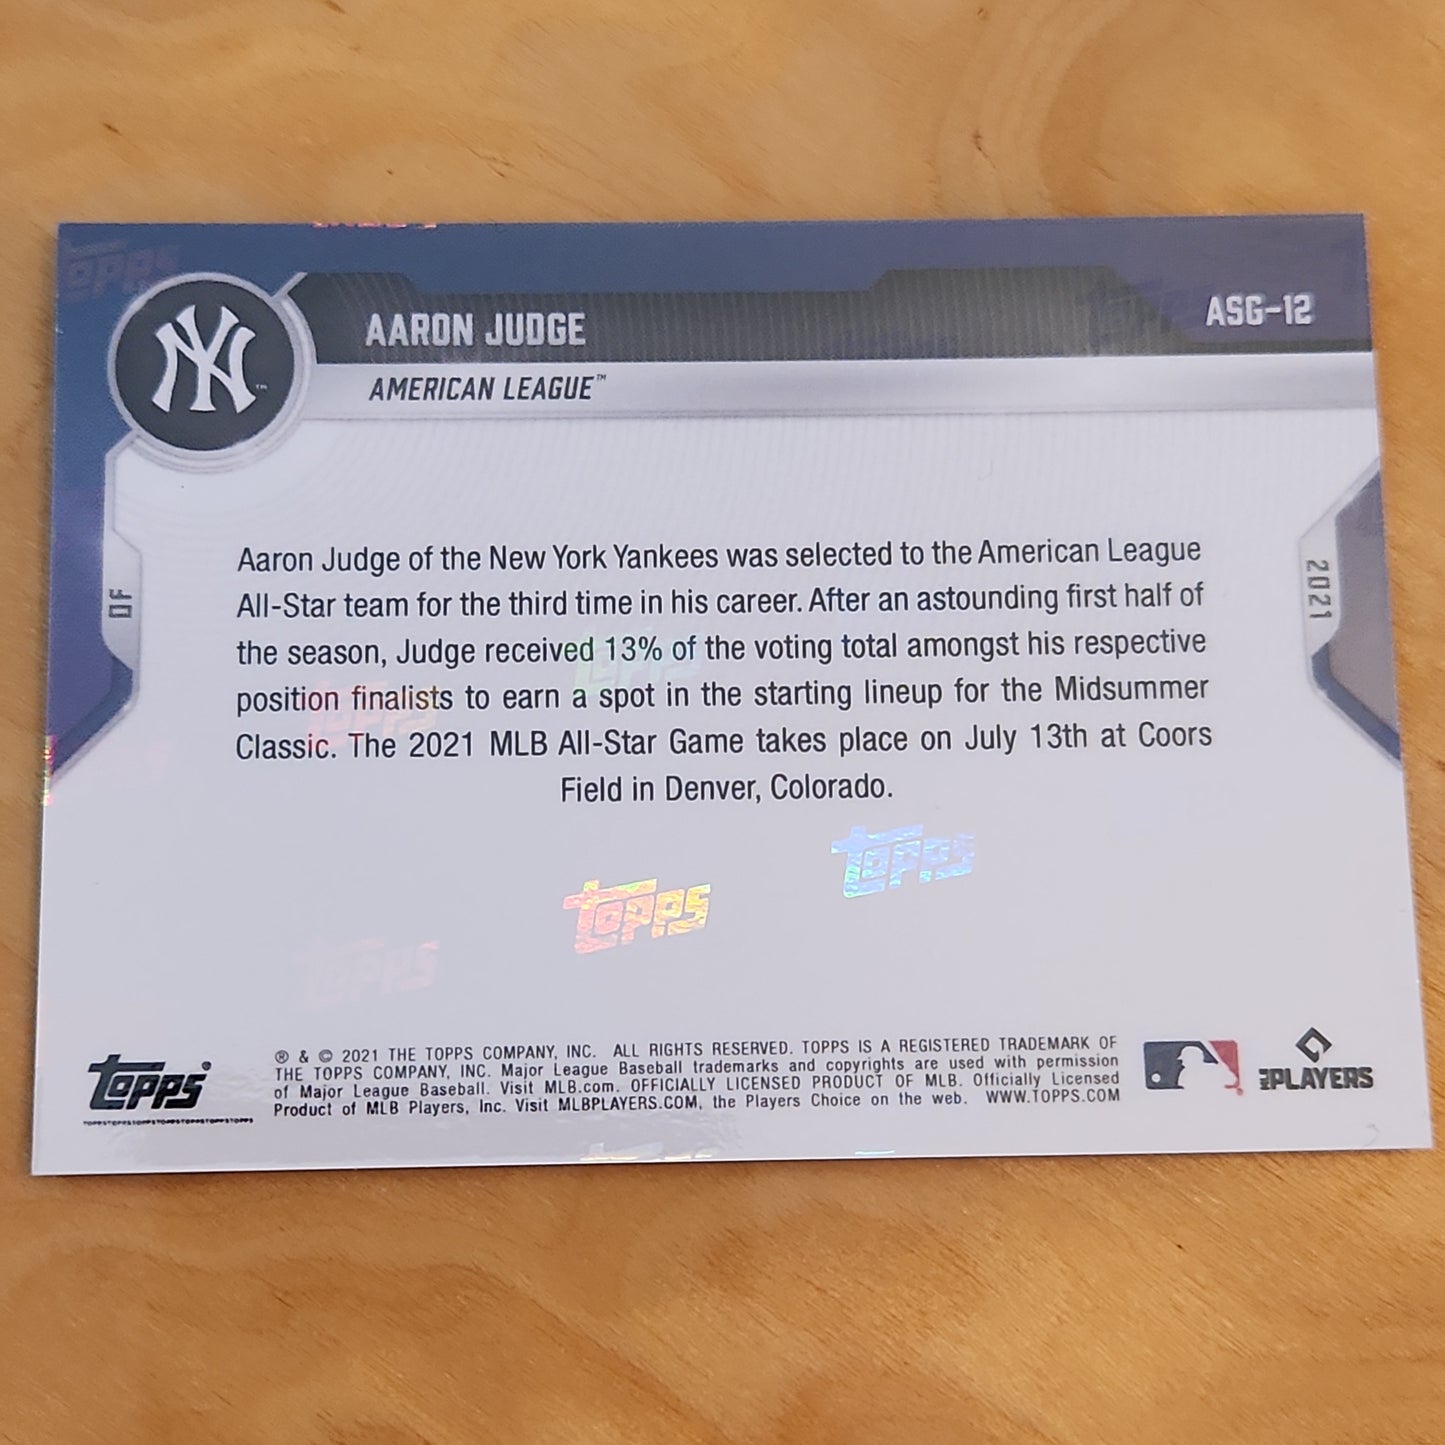 TOPPS
NY
AARON JUDGE
ASG-12
AMERICAN LEAGUE™
OF
2021
Aaron Judge of the New York Yankees was selected to the American League
All-Star team for the third time in his career. After an astounding first half of
the season, Judge received 13% of the voting total amongst his respective
position finalists to earn a spot in the starting lineup for the Midsummer
Classic. The 2021 MLB All-Star Game takes place on July 13th at Coors
Field in Denver, Colorado.
TOPPS
TOPPS
TOPPS
TOPPS
TOPPS
TOPPS®
TOPPSTOPPSTOPPSTOPPSTOPPSTOPPSTOPPS
® & © 2021 THE TOPPS COMPANY, INC. ALL RIGHTS RESERVED. TOPPS IS A REGISTERED TRADEMARK OF
THE TOPPS COMPANY, INC. Major League Baseball trademarks and copyrights are used with permission
of Major League Baseball. Visit MLB.com. OFFICIALLY LICENSED PRODUCT OF MLB. Officially Licensed
Product of MLB Players, Inc. Visit MLBPLAYERS.COM, the Players Choice on the web. WWW.TOPPS.COM
MLBPLAYERS